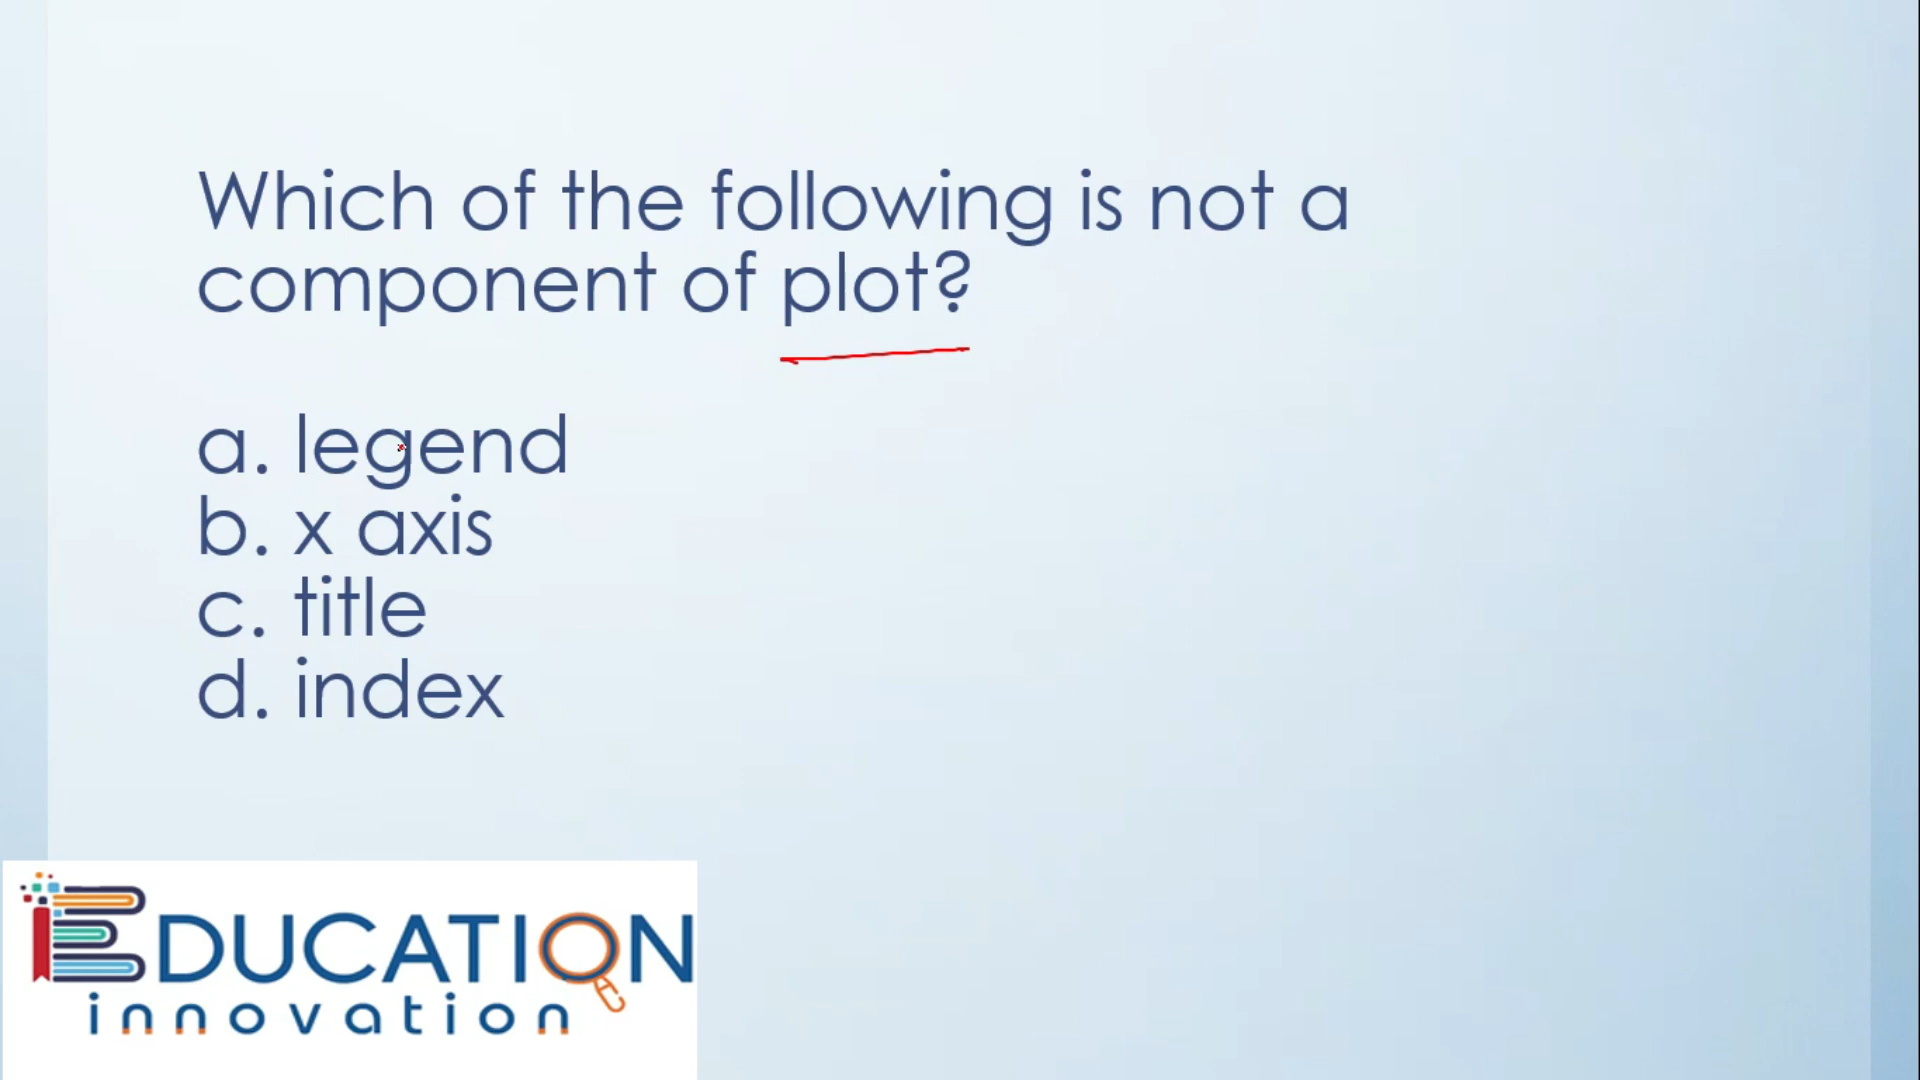 Which of the following is not a
component of plot?
a. legend
b. x axis
c. title
d. index
EDUCATION
innovation